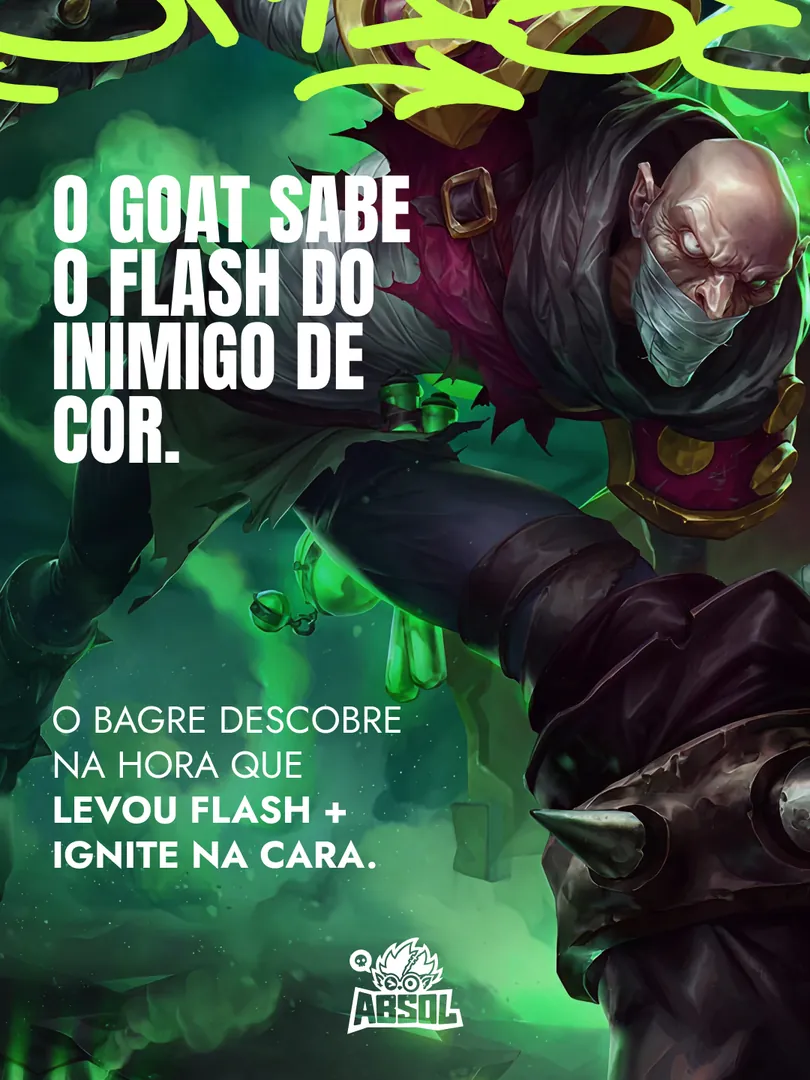 O GOAT SABE
O FLASH DO
INIMIGO DE
COR.
O BAGRE DESCOBRE
NA HORA QUE
LEVOU FLASH +
IGNITE NA CARA.
ABSOL